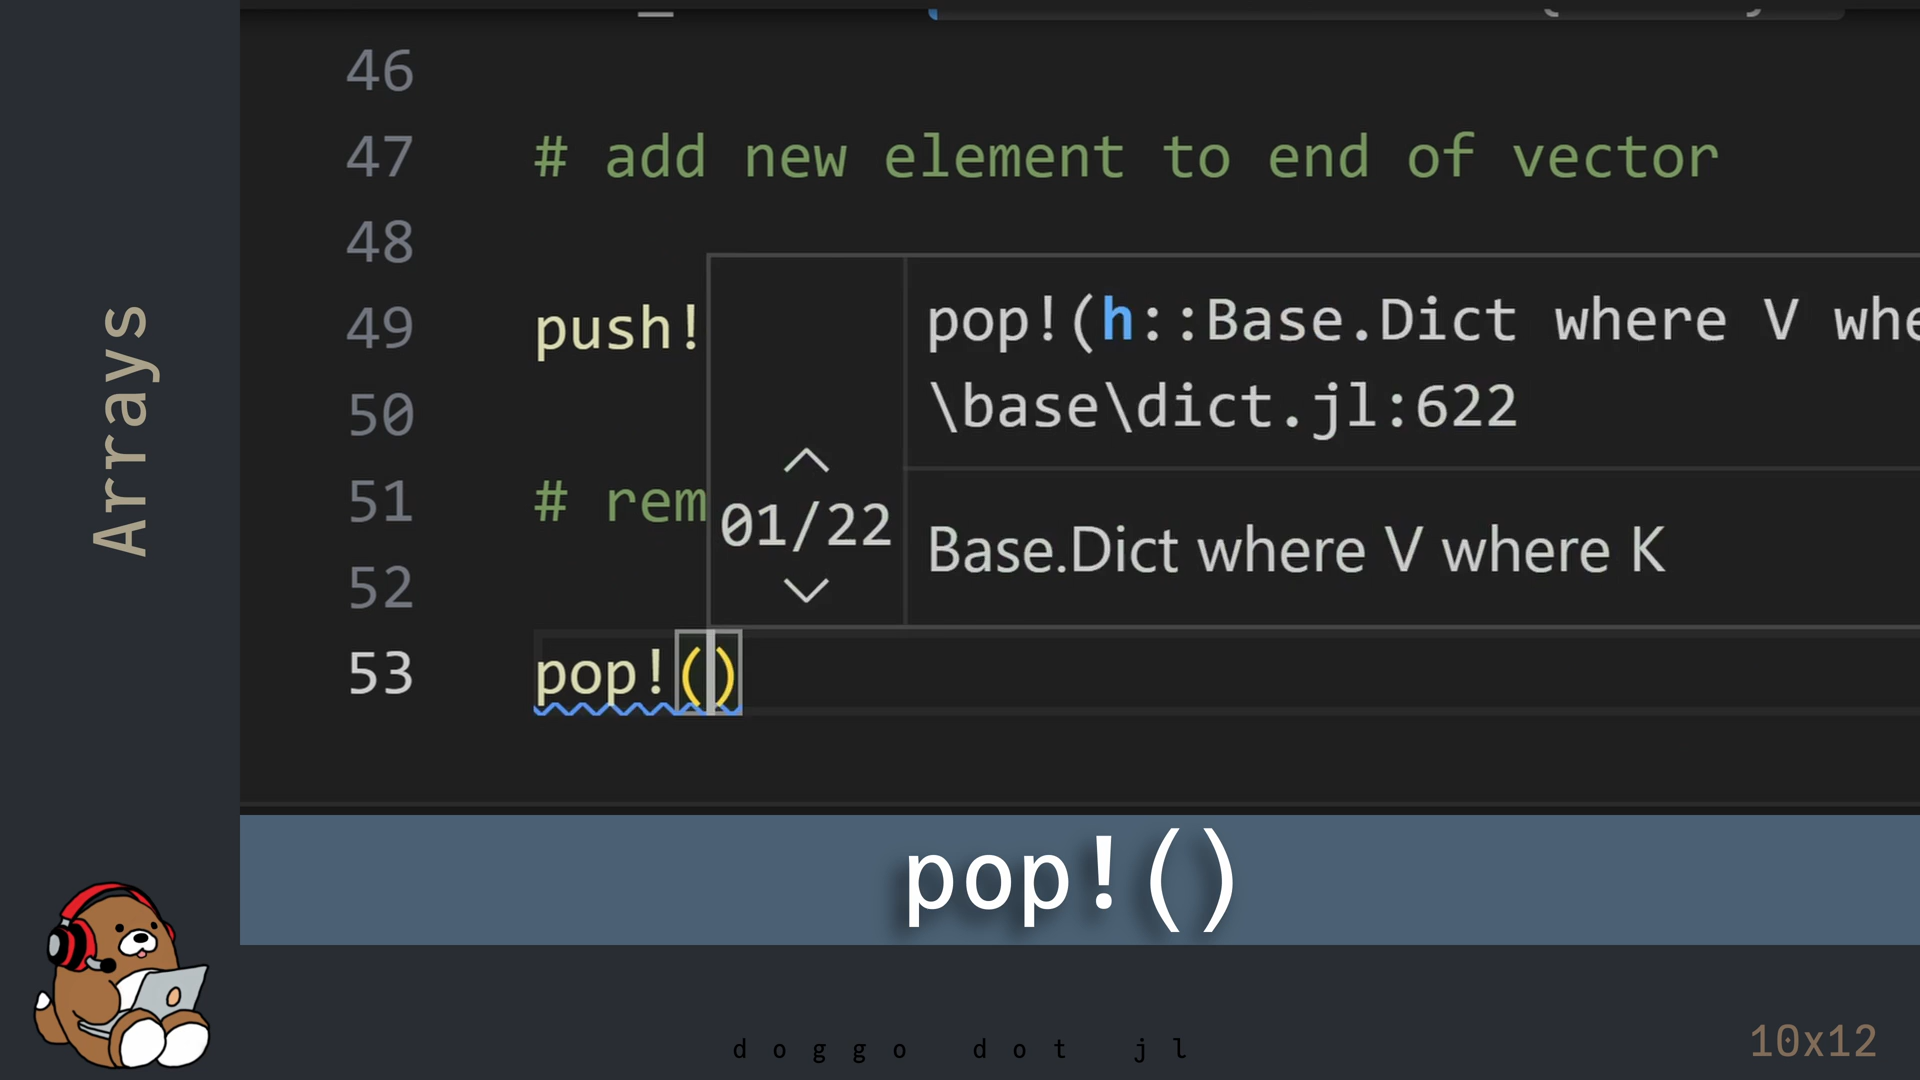 Arrays
46
47 # add new element to end of vector
48
49 push!
50
51 # rem
52
53 pop!()
pop!(h::Base.Dict where V whe
\base\dict.jl:622
01/22
Base.Dict where V where K
pop!()
doggo dot jl
10x12